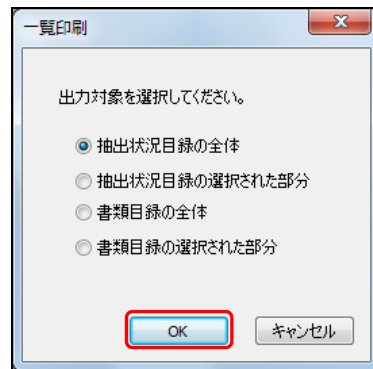 一覧印刷
出力対象を選択してください。
抽出状況目録の全体
抽出状況目録の選択された部分
書類目録の全体
書類目録の選択された部分
OK
キャンセル